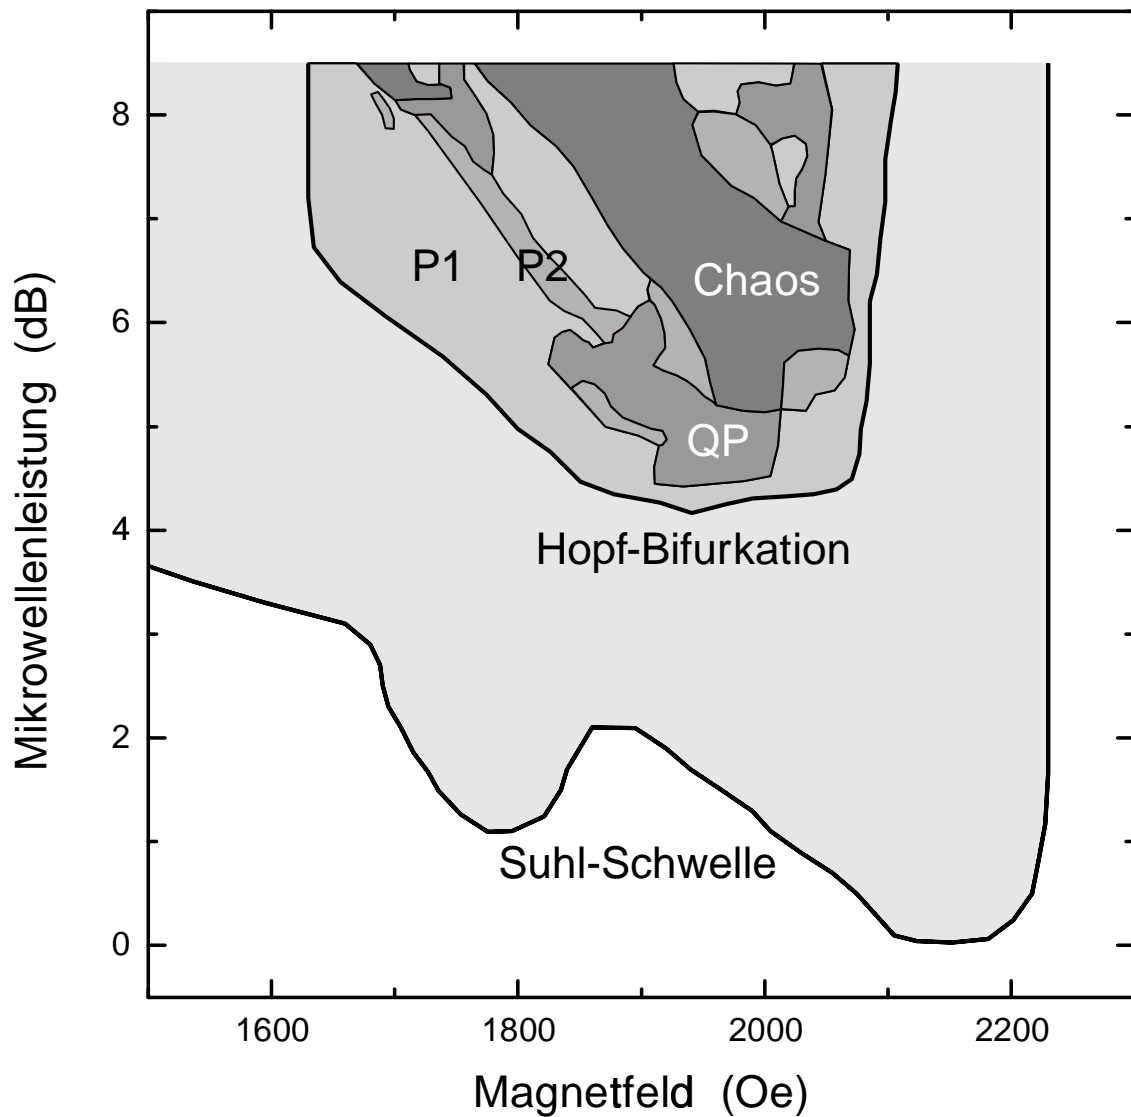 8
6
4
2
0
Mikrowellenleistung (dB)
P1
P2
Chaos
QP
Hopf-Bifurkation
Suhl-Schwelle
1600
1800
2000
2200
Magnetfeld (Oe)